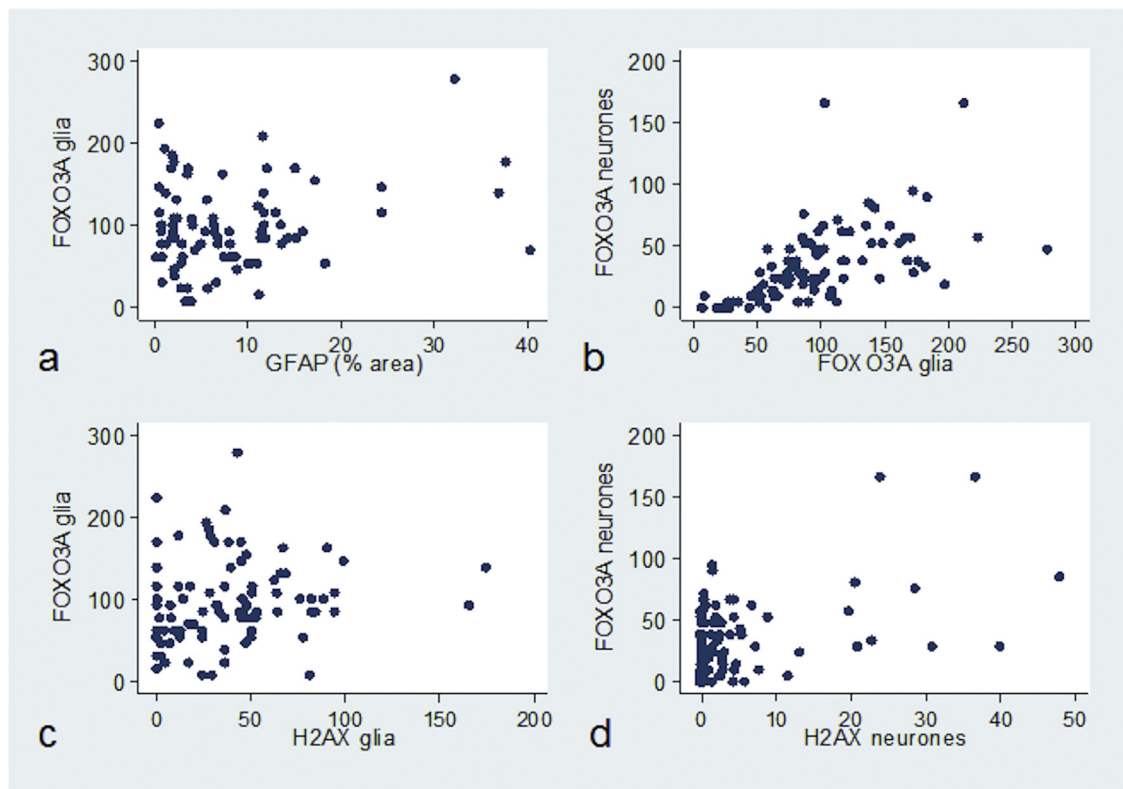 300
200
100
0
FOXO3A glia
0 10 20 30 40
GFAP (% area)
a
200
150
100
50
0
FOXO3A neurones
0 50 100 150 200 250 300
FOXO3A glia
b
300
200
100
0
FOXO3A glia
0 50 100 150 200
H2AX glia
c
200
150
100
50
0
FOXO3A neurones
0 10 20 30 40 50
H2AX neurones
d